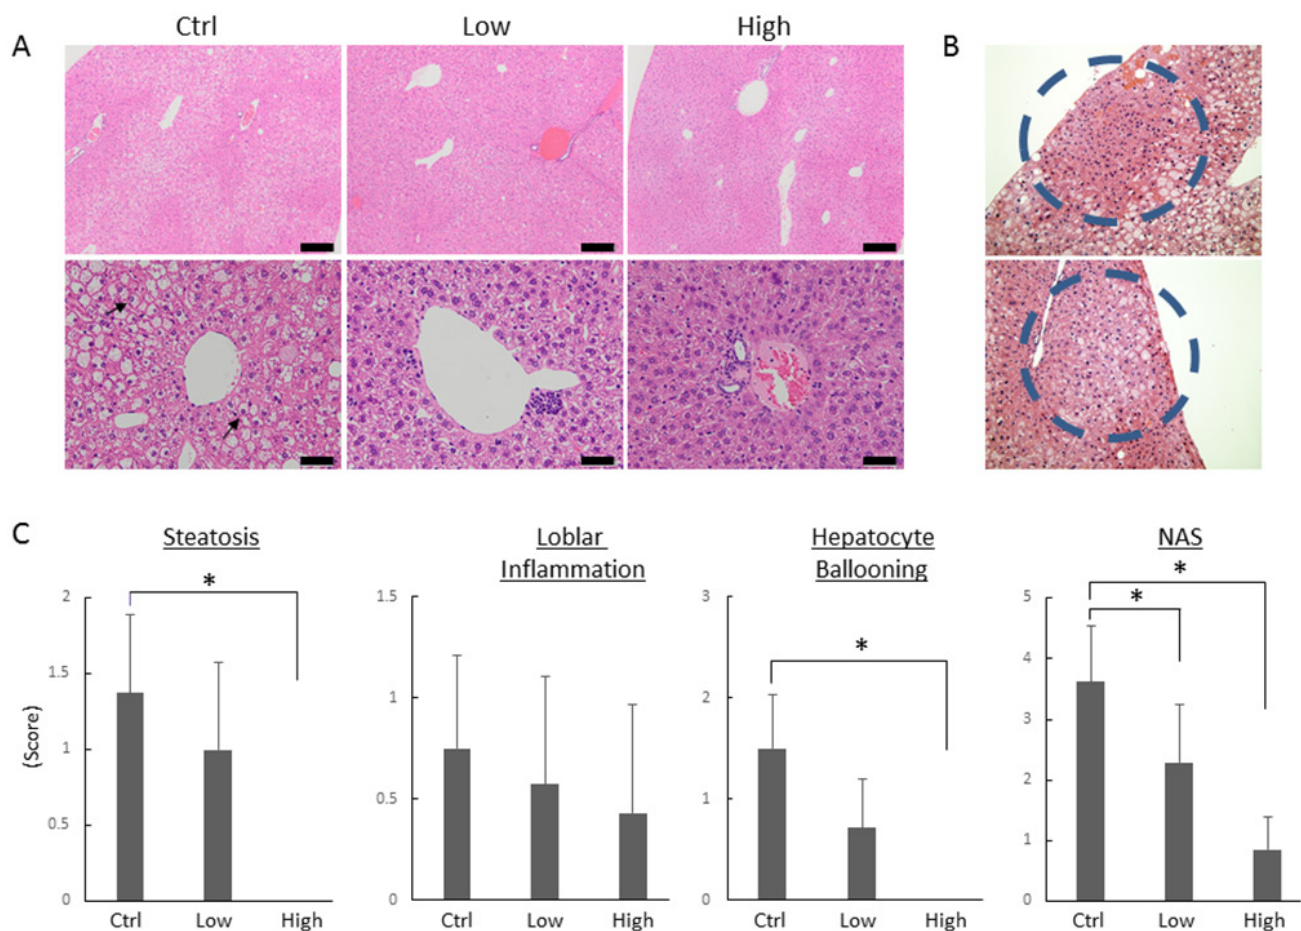 A
Ctrl
Low
High
B
C
Steatosis
*
2
1.5
1
0.5
0
(Score)
Ctrl
Low
High
Loblar
Inflammation
1.5
1
0.5
0
Ctrl
Low
High
Hepatocyte
Ballooning
*
3
2
1
0
Ctrl
Low
High
NAS
*
*
5
4
3
2
1
0
Ctrl
Low
High